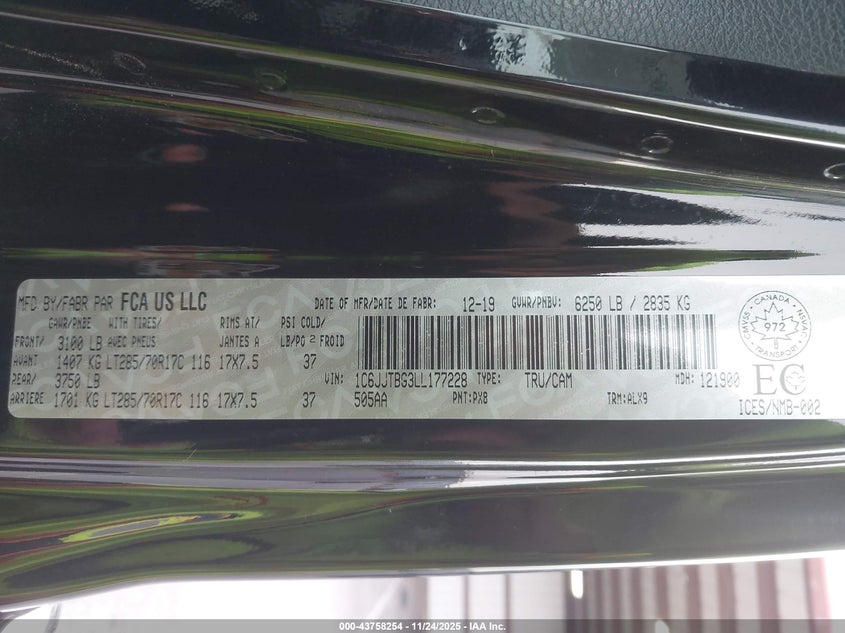 MFD BY/FABR PAR FCA US LLC DATE OF MFR/DATE DE FABR: 12-19 GVWR/PNBV: 6250 LB / 2835 KG
GAWR/PNBE WITH TIRES/ RIMS AT/ PSI COLD/
FRONT/ 3100 LB AVEC PNEUS JANTES A LB/PO 2 FROID
AVANT 1407 KG LT285/70R17C 116 17X7.5 37
REAR/ 3750 LB VIN: 1C6JJTBG3LL177228 TYPE: TRU/CAM MDH: 121900
ARRIERE 1701 KG LT285/70R17C 116 17X7.5 37 505AA PNT:PX8 TRM:ALX9
CANADA
CMVSS NSVAC
972
B
TRANSPORT
EC
ICES/NMB-002
000-43758254 - 11/24/2025 - IAA Inc.